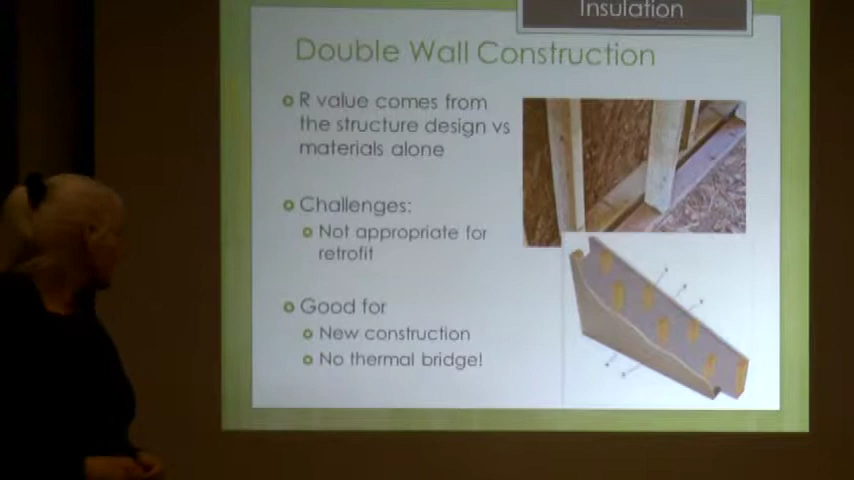 Insulation
Double Wall Construction
R value comes from
the structure design vs
materials alone
Challenges:
Not appropriate for
retrofit
Good for
New construction
No thermal bridge!